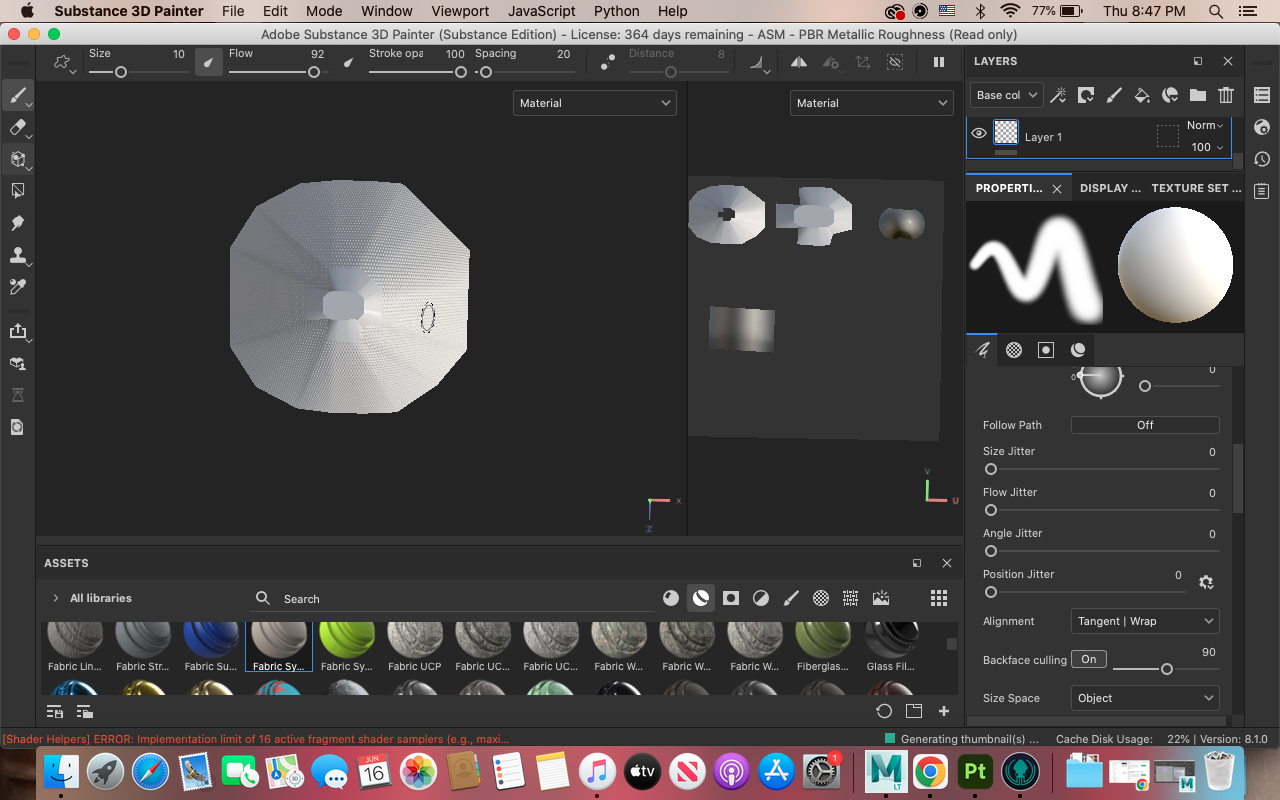 Substance 3D Painter File Edit Mode Window Viewport JavaScript Python Help 77% Thu 8:47 PM
Adobe Substance 3D Painter (Substance Edition) - License: 364 days remaining - ASM - PBR Metallic Roughness (Read only)
Size 10 Flow 92 Stroke opa 100 Spacing 20 Distance 8
LAYERS
Material Material
Base col
Layer 1
Norm
100
PROPERTI... DISPLAY ... TEXTURE SET ...
0 0
Follow Path Off
Size Jitter 0
Flow Jitter 0
Angle Jitter 0
Position Jitter 0
Alignment Tangent | Wrap
Backface culling On 90
Size Space Object
V
U
X
Z
ASSETS
All libraries Search
Fabric Lin... Fabric Str... Fabric Su... Fabric Sy... Fabric Sy... Fabric UCP Fabric UC... Fabric UC... Fabric W... Fabric W... Fabric W... Fiberglas... Glass Fil...
[Shader Helpers] ERROR: Implementation limit of 16 active fragment shader samplers (e.g., maxi...
Generating thumbnail(s) ... Cache Disk Usage: 22% | Version: 8.1.0
JUN
16
tv
1
M
LT
Pt